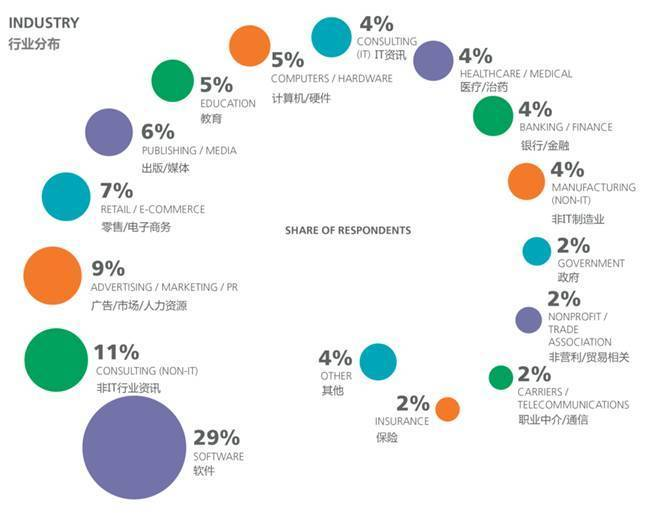 INDUSTRY
行业分布
4%
CONSULTING
(IT) IT资讯
4%
HEALTHCARE / MEDICAL
医疗/治药
5%
COMPUTERS / HARDWARE
计算机/硬件
5%
EDUCATION
教育
4%
BANKING / FINANCE
银行/金融
6%
PUBLISHING / MEDIA
出版/媒体
4%
MANUFACTURING
(NON-IT)
非IT制造业
7%
RETAIL / E-COMMERCE
零售/电子商务
SHARE OF RESPONDENTS
2%
GOVERNMENT
政府
9%
ADVERTISING / MARKETING / PR
广告/市场/人力资源
2%
NONPROFIT /
TRADE
ASSOCIATION
非营利/贸易相关
11%
CONSULTING (NON-IT)
非IT行业资讯
4%
OTHER
其他
2%
CARRIERS /
TELECOMMUNICATIONS
职业中介/通信
2%
INSURANCE
保险
29%
SOFTWARE
软件